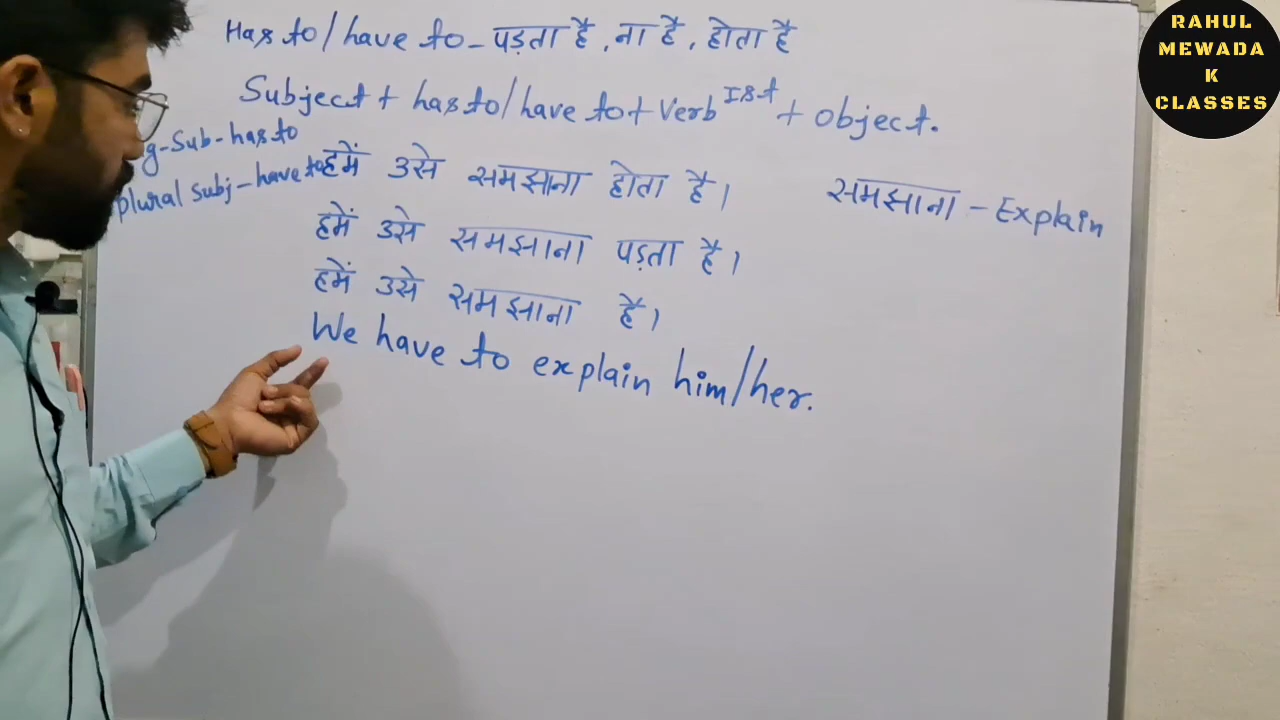 Has to/have to - पड़ता है, ना है, होता है
Subject + has to/have to + Verb Ist + object.
g-Sub-has to
plural subj-have to
हमें उसे समझाना होता है।
समझाना - Explain
हमें उसे समझाना पड़ता है।
हमें उसे समझाना है।
We have to explain him/her.
RAHUL
MEWADA
K
CLASSES